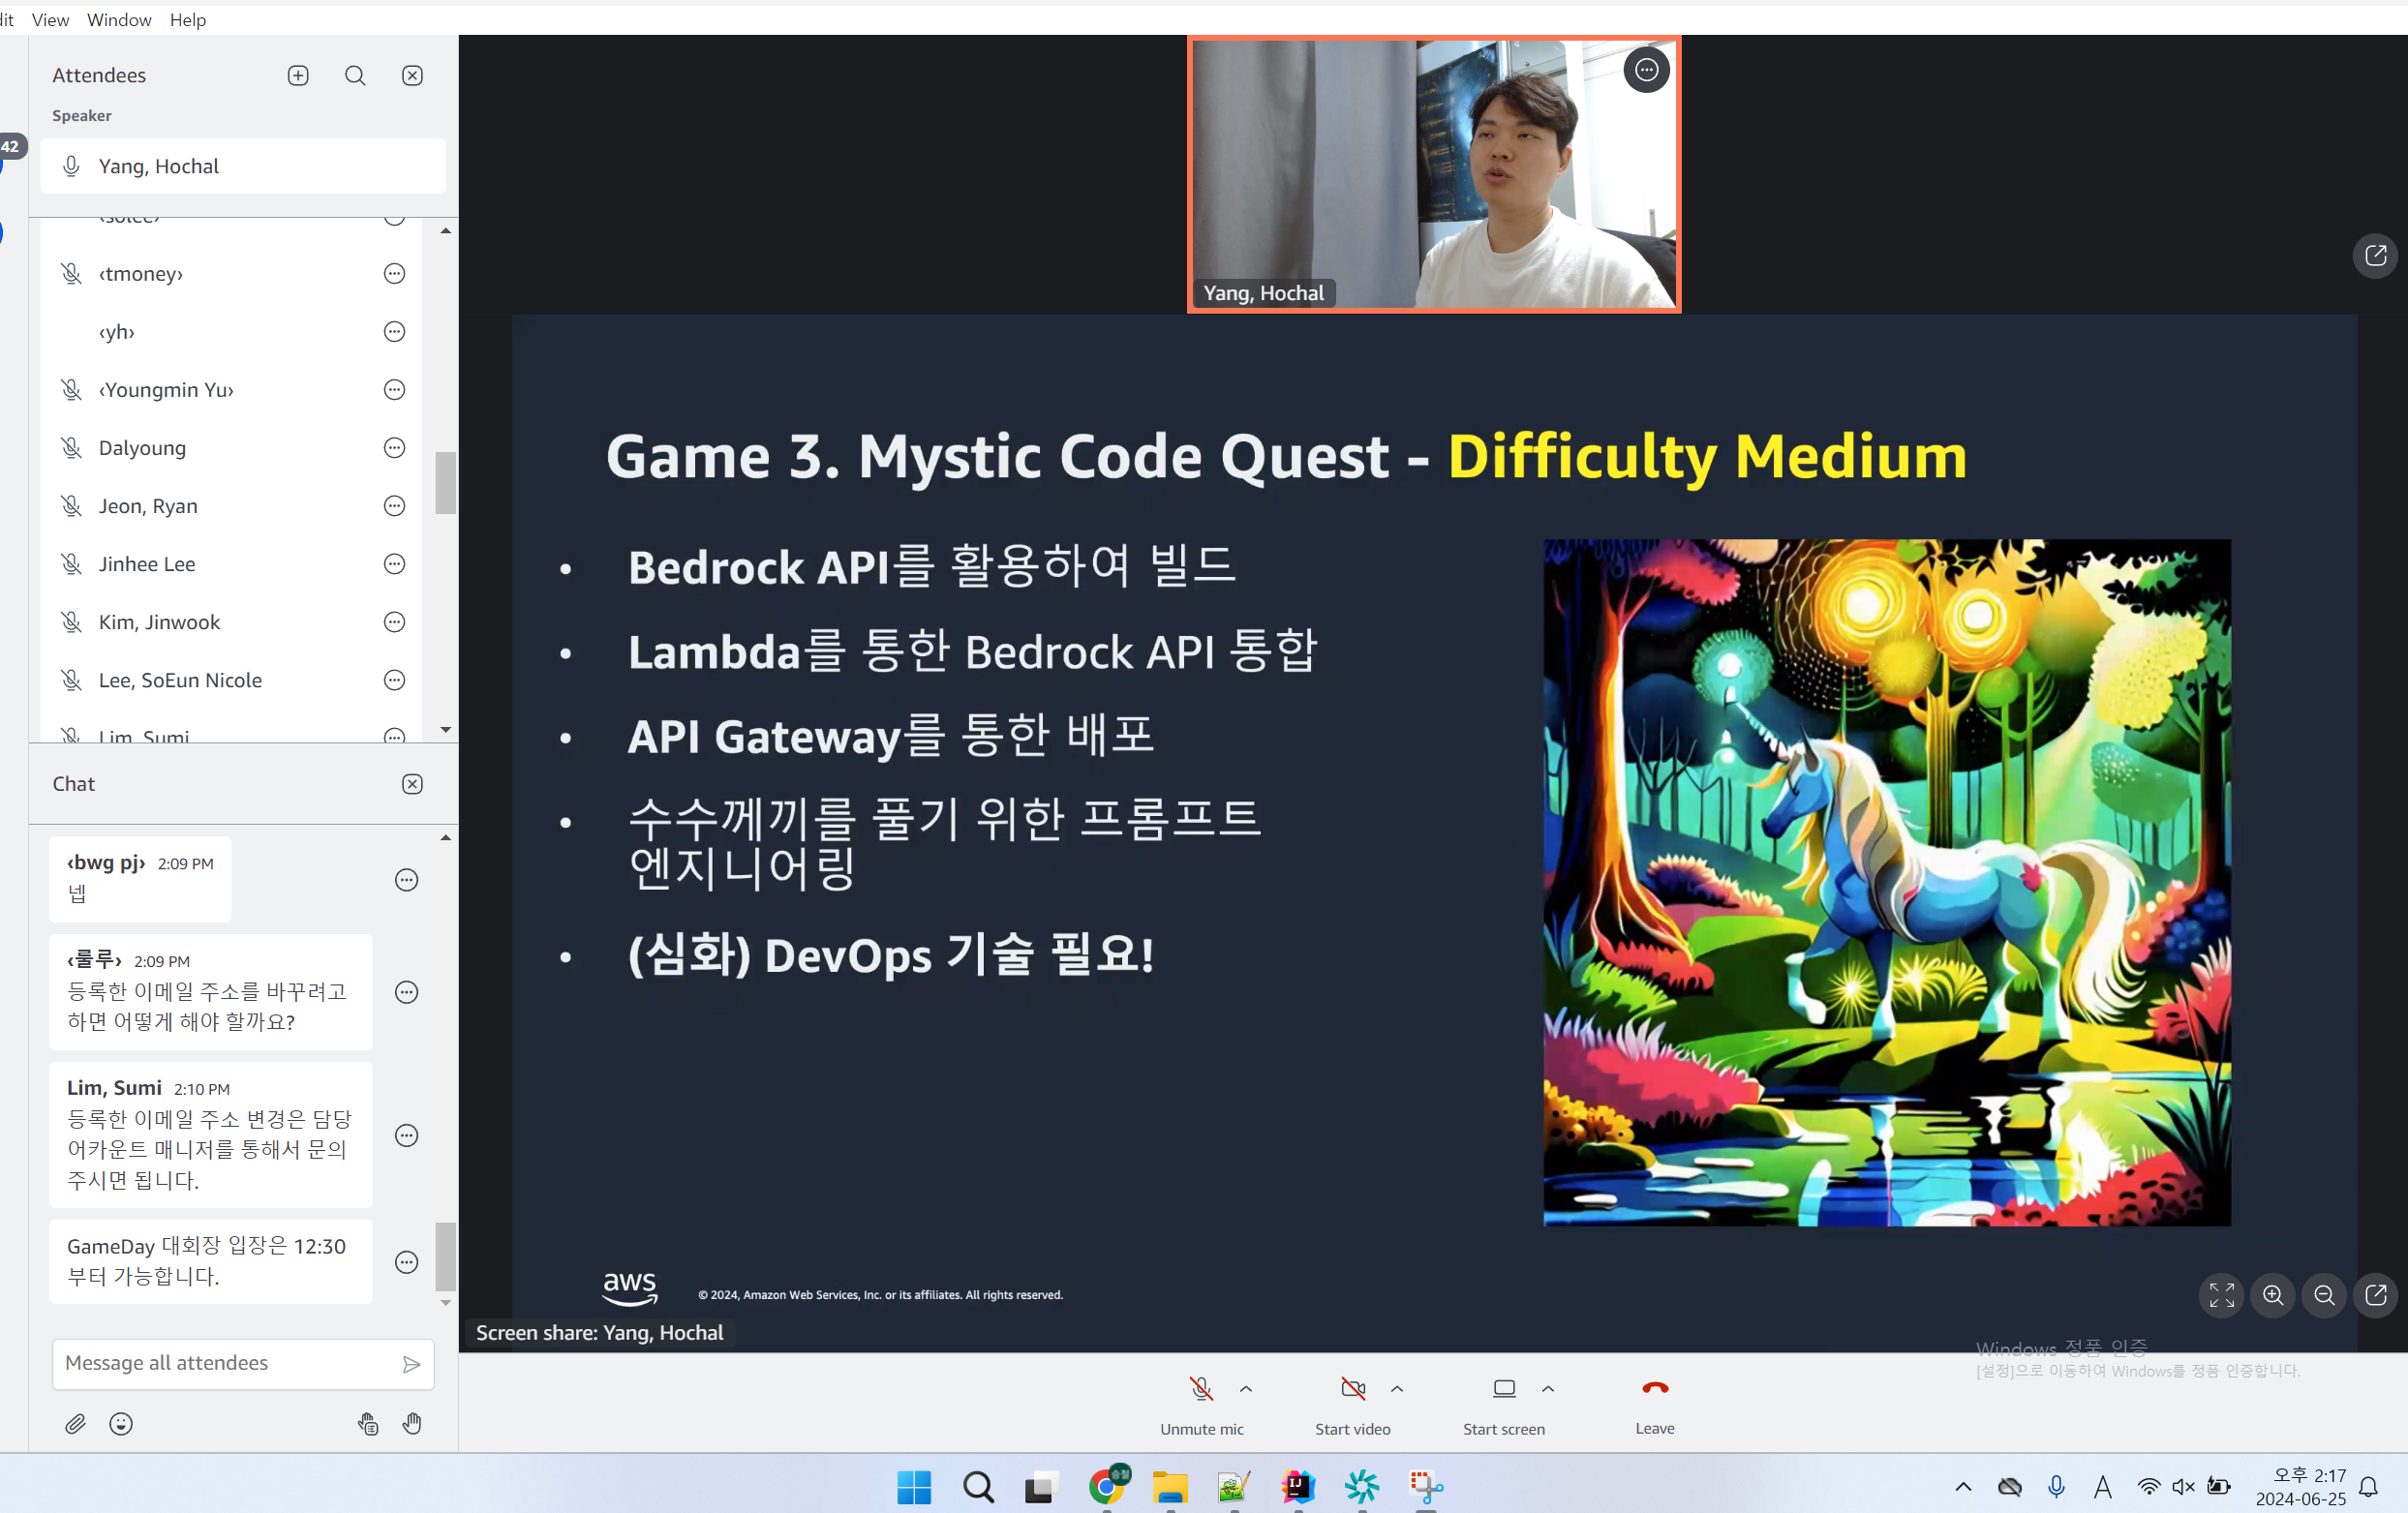 View Window Help
Attendees
Speaker
42
Yang, Hochal
‹tmoney›
‹yh›
‹Youngmin Yu›
Dalyoung
Jeon, Ryan
Jinhee Lee
Kim, Jinwook
Lee, SoEun Nicole
Lim, Sumi
Chat
‹bwg pj› 2:09 PM
넵
‹룰루› 2:09 PM
등록한 이메일 주소를 바꾸려고
하면 어떻게 해야 할까요?
Lim, Sumi 2:10 PM
등록한 이메일 주소 변경은 담당
어카운트 매니저를 통해서 문의
주시면 됩니다.
GameDay 대회장 입장은 12:30
부터 가능합니다.
Message all attendees
Yang, Hochal
Game 3. Mystic Code Quest - Difficulty Medium
• Bedrock API를 활용하여 빌드
• Lambda를 통한 Bedrock API 통합
• API Gateway를 통한 배포
• 수수께끼를 풀기 위한 프롬프트
엔지니어링
• (심화) DevOps 기술 필요!
aws
© 2024, Amazon Web Services, Inc. or its affiliates. All rights reserved.
Screen share: Yang, Hochal
Windows 정품 인증
[설정]으로 이동하여 Windows를 정품 인증합니다.
Unmute mic
Start video
Start screen
Leave
승철
IJ
A
오후 2:17
2024-06-25